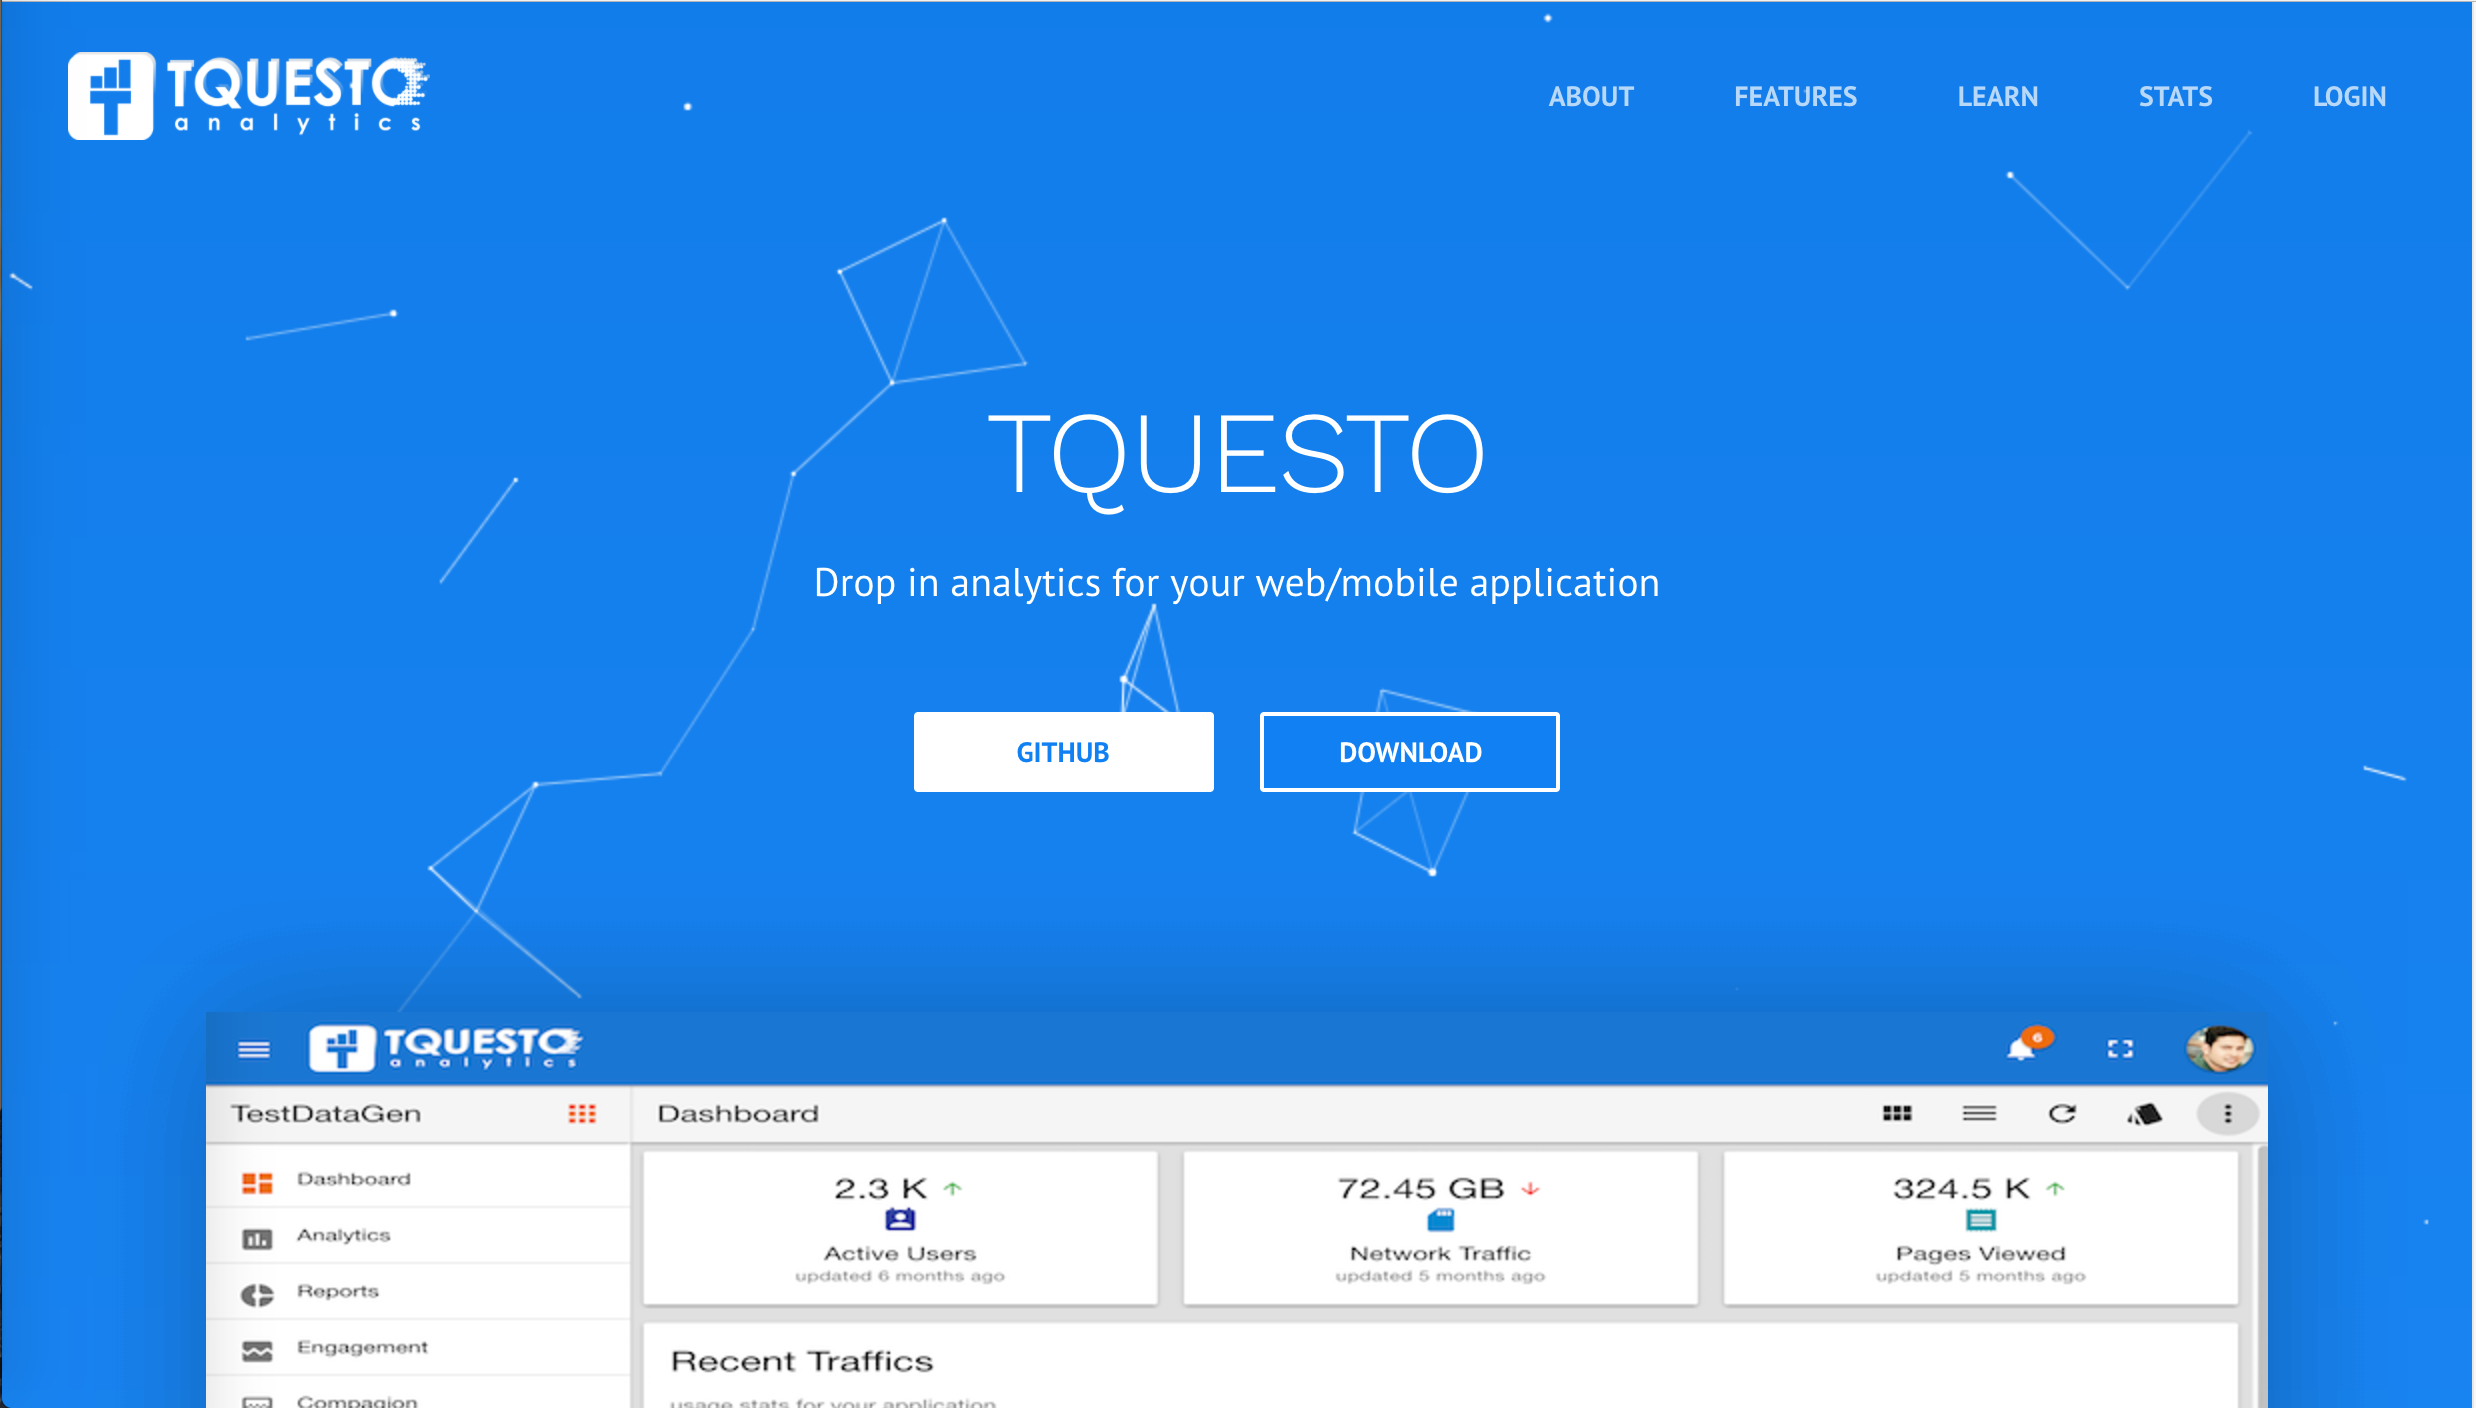 TQUESTO
analytics
ABOUT FEATURES LEARN STATS LOGIN
TQUESTO
Drop in analytics for your web/mobile application
GITHUB DOWNLOAD
TQUESTO
analytics
6
TestDataGen
Dashboard
2.3 K
Active Users
updated 6 months ago
72.45 GB
Network Traffic
updated 5 months ago
324.5 K
Pages Viewed
updated 5 months ago
Dashboard
Analytics
Reports
Engagement
Compagion
Recent Traffics
usage stats for your application